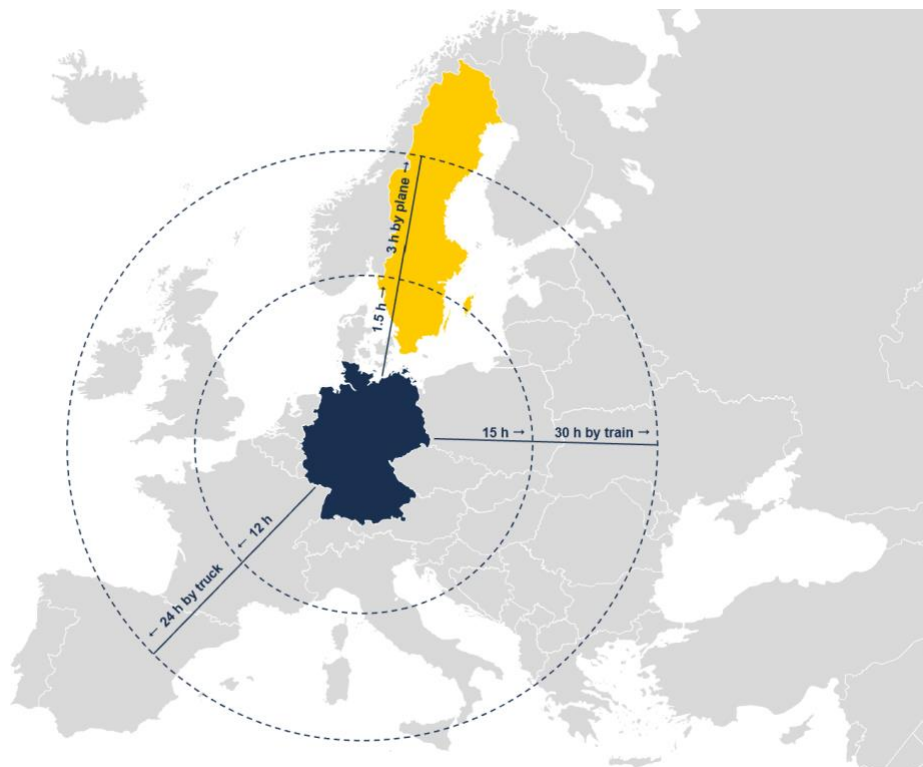 3 h by plane →
1.5 h →
15 h →
30 h by train →
← 12 h
← 24 h by truck